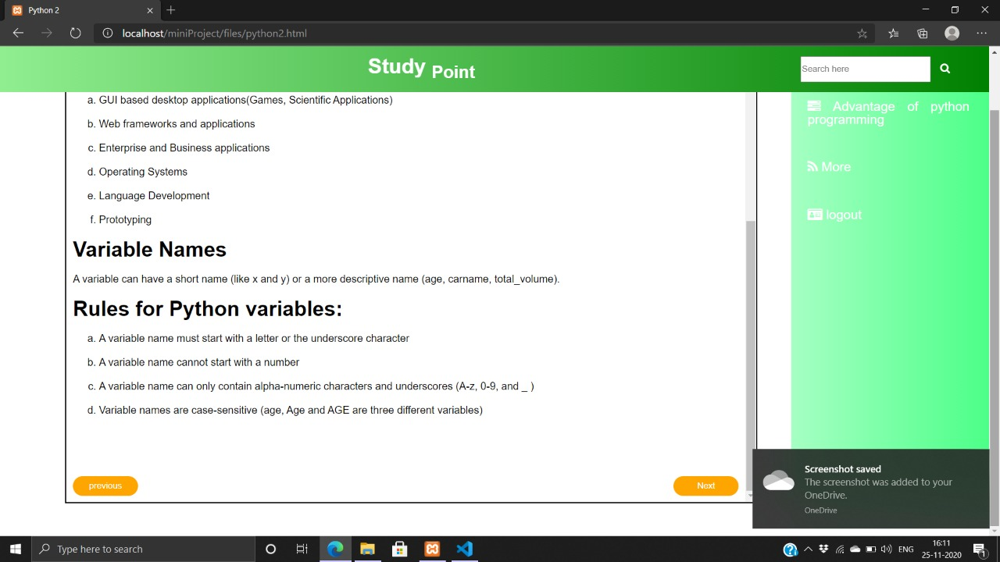 Python 2
localhost/miniProject/files/python2.html
Study Point
Search here
a. GUI based desktop applications(Games, Scientific Applications)
b. Web frameworks and applications
c. Enterprise and Business applications
d. Operating Systems
e. Language Development
f. Prototyping
Variable Names
A variable can have a short name (like x and y) or a more descriptive name (age, carname, total_volume).
Rules for Python variables:
a. A variable name must start with a letter or the underscore character
b. A variable name cannot start with a number
c. A variable name can only contain alpha-numeric characters and underscores (A-z, 0-9, and _ )
d. Variable names are case-sensitive (age, Age and AGE are three different variables)
previous
Next
Advantage of python
programming
More
logout
Screenshot saved
The screenshot was added to your
OneDrive.
OneDrive
Type here to search
ENG
16:11
25-11-2020
1